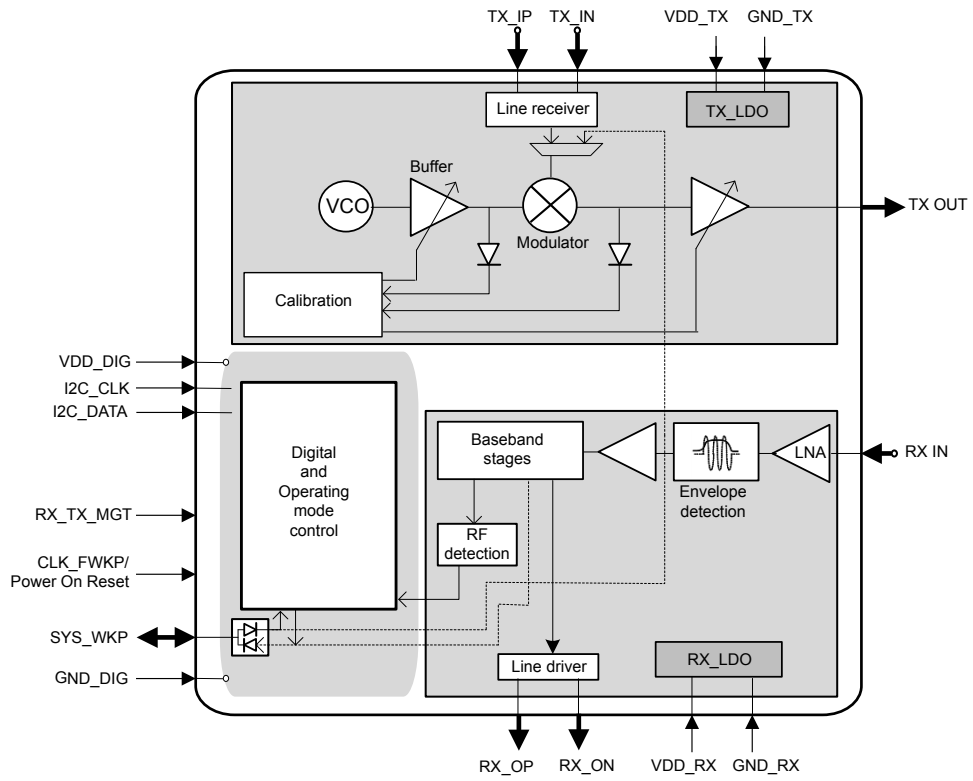 TX_IP TX_IN VDD_TX GND_TX
Line receiver
TX_LDO
Buffer
VCO
Modulator
TX OUT
Calibration
VDD_DIG
I2C_CLK
I2C_DATA
Digital
and
Operating
mode
control
RX_TX_MGT
CLK_FWKP/
Power On Reset
SYS_WKP
GND_DIG
Baseband
stages
LNA
RX IN
Envelope
detection
RF
detection
Line driver
RX_LDO
RX_OP RX_ON VDD_RX GND_RX